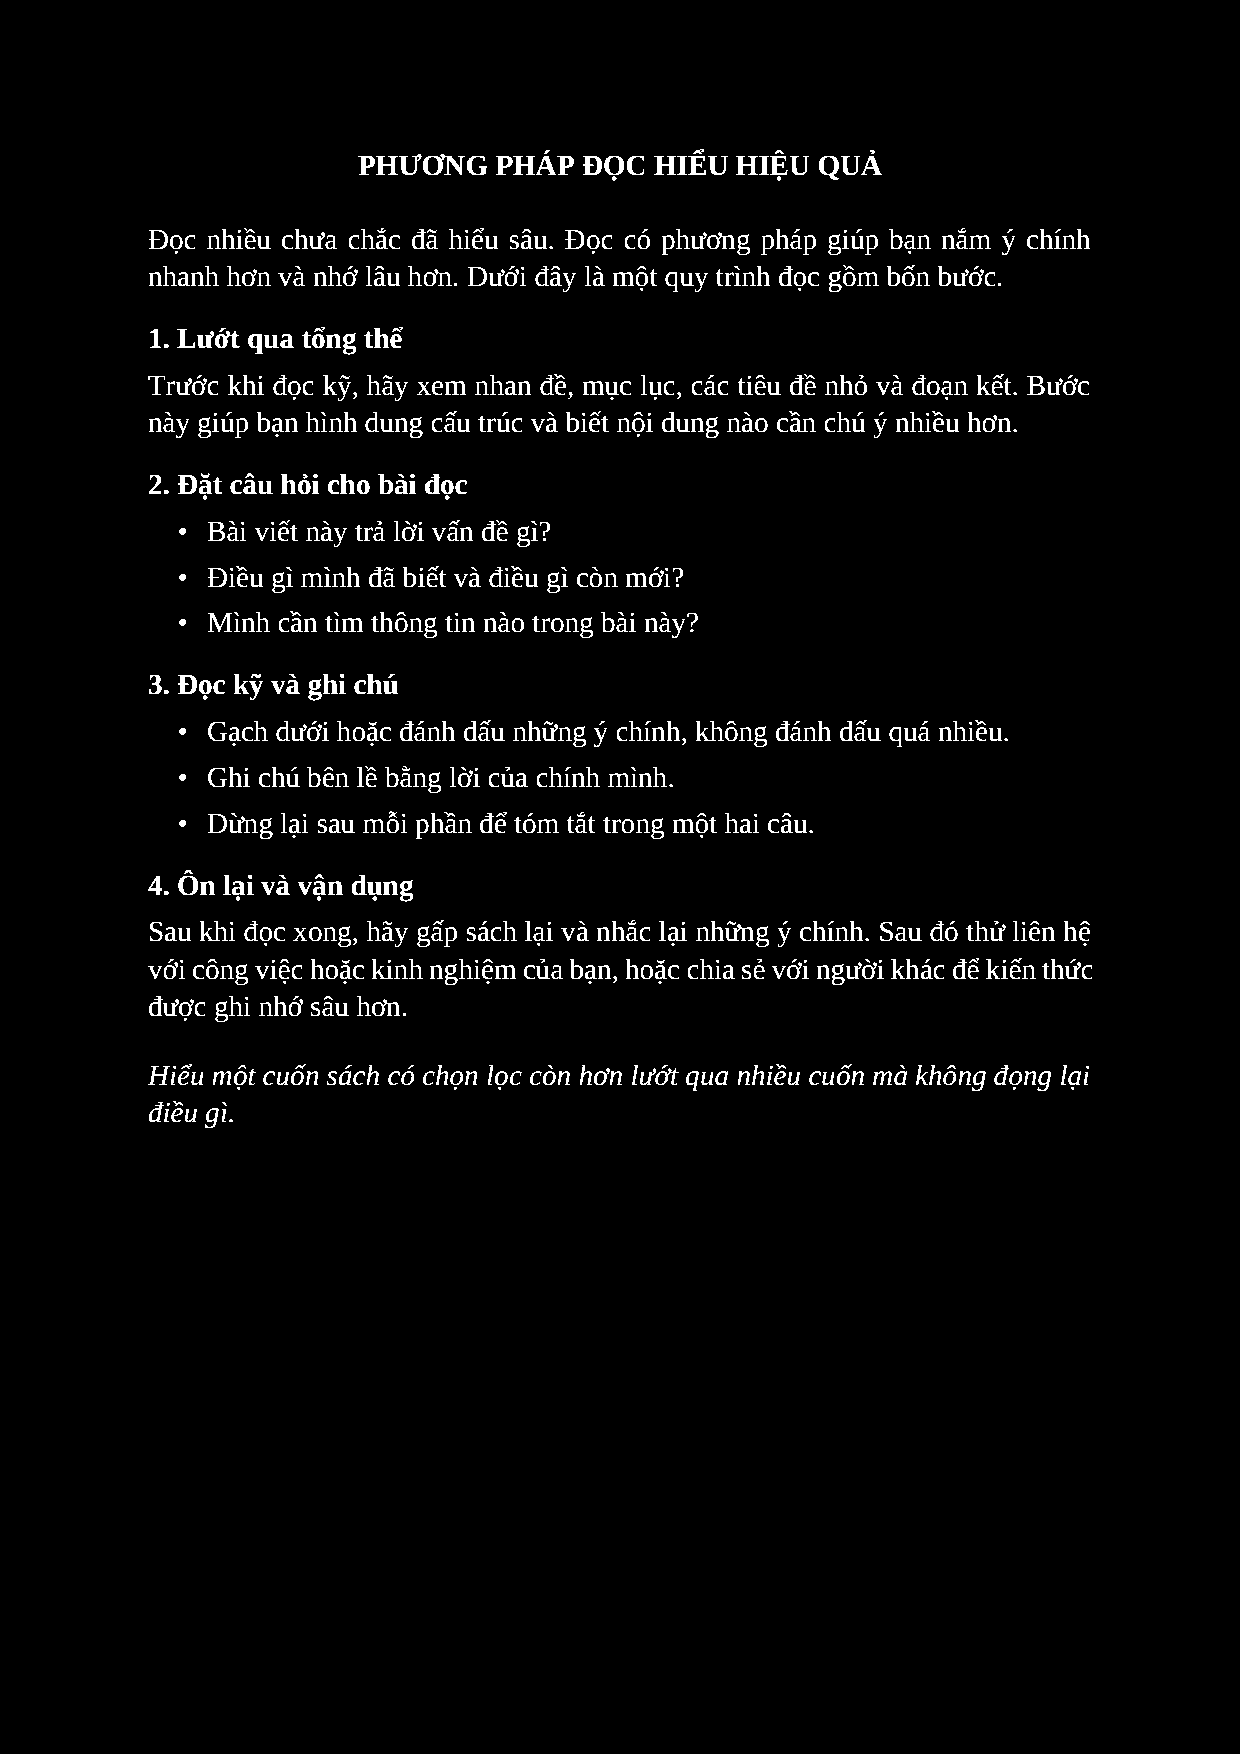 PHƯƠNG PHÁP ĐỌC HIỂU HIỆU QUẢ
Đọc nhiều chưa chắc đã hiểu sâu. Đọc có phương pháp giúp bạn nắm ý chính
nhanh hơn và nhớ lâu hơn. Dưới đây là một quy trình đọc gồm bốn bước.
1. Lướt qua tổng thể
Trước khi đọc kỹ, hãy xem nhan đề, mục lục, các tiêu đề nhỏ và đoạn kết. Bước
này giúp bạn hình dung cấu trúc và biết nội dung nào cần chú ý nhiều hơn.
2. Đặt câu hỏi cho bài đọc
• Bài viết này trả lời vấn đề gì?
• Điều gì mình đã biết và điều gì còn mới?
• Mình cần tìm thông tin nào trong bài này?
3. Đọc kỹ và ghi chú
• Gạch dưới hoặc đánh dấu những ý chính, không đánh dấu quá nhiều.
• Ghi chú bên lề bằng lời của chính mình.
• Dừng lại sau mỗi phần để tóm tắt trong một hai câu.
4. Ôn lại và vận dụng
Sau khi đọc xong, hãy gấp sách lại và nhắc lại những ý chính. Sau đó thử liên hệ
với công việc hoặc kinh nghiệm của bạn, hoặc chia sẻ với người khác để kiến thức
được ghi nhớ sâu hơn.
Hiểu một cuốn sách có chọn lọc còn hơn lướt qua nhiều cuốn mà không đọng lại
điều gì.